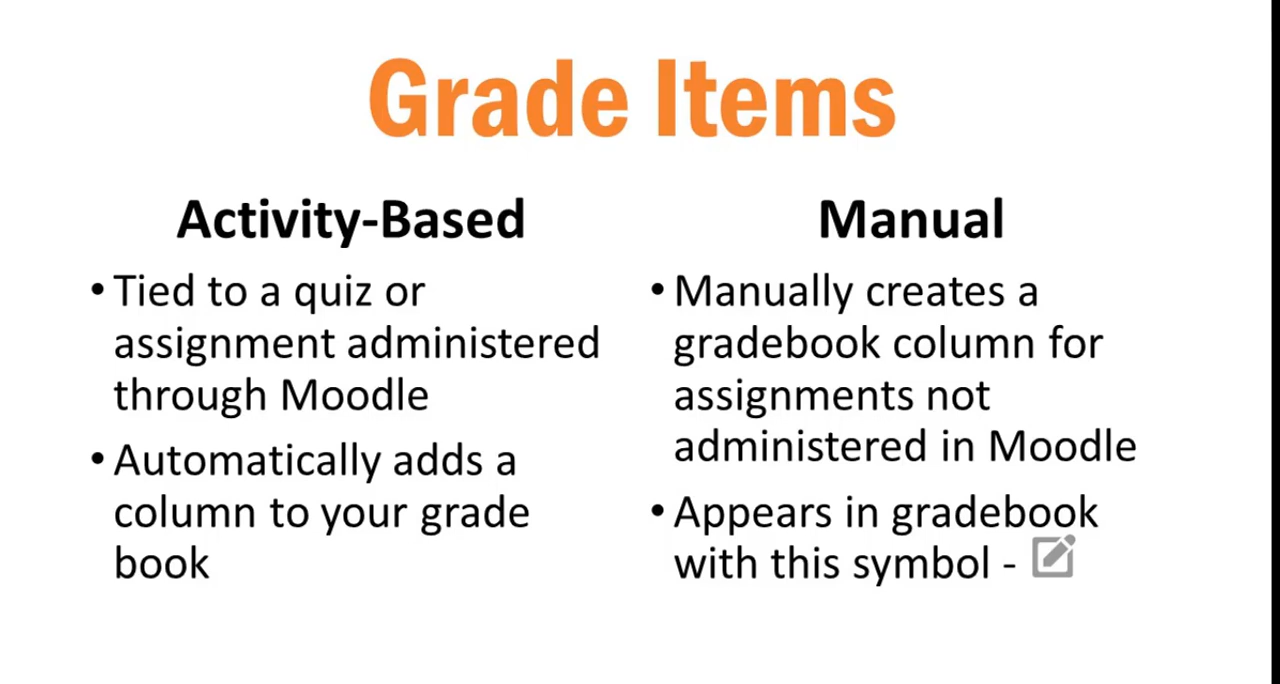 Grade Items
Activity-Based
• Tied to a quiz or
assignment administered
through Moodle
• Automatically adds a
column to your grade
book
Manual
• Manually creates a
gradebook column for
assignments not
administered in Moodle
• Appears in gradebook
with this symbol -